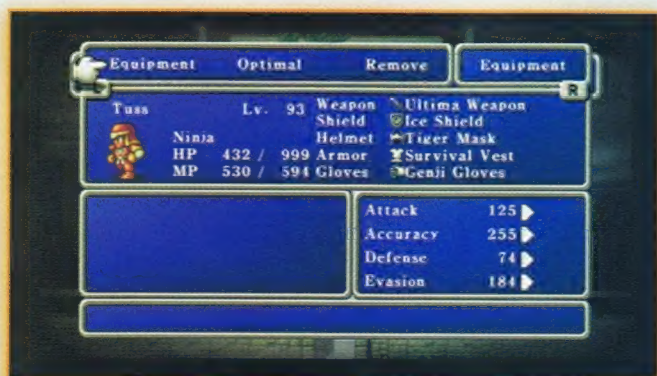 Equipment Optimal Remove Equipment
R
Tuss Lv. 93 Weapon Ultima Weapon
Shield Ice Shield
Ninja Helmet Tiger Mask
HP 432 / 999 Armor Survival Vest
MP 530 / 594 Gloves Genji Gloves
Attack 125
Accuracy 255
Defense 74
Evasion 184